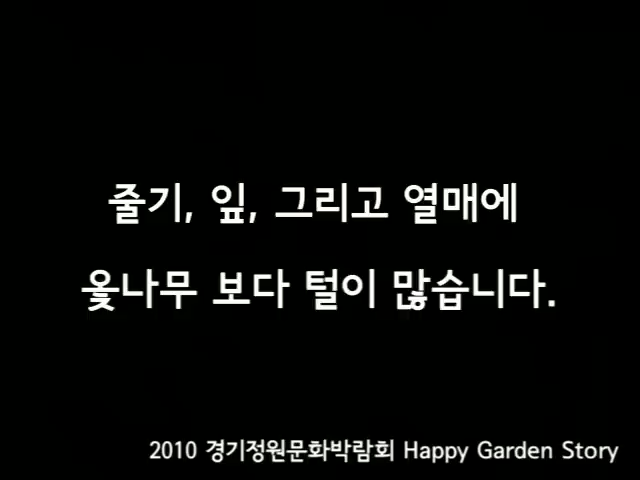 줄기, 잎, 그리고 열매에
옻나무 보다 털이 많습니다.
2010 경기정원문화박람회 Happy Garden Story